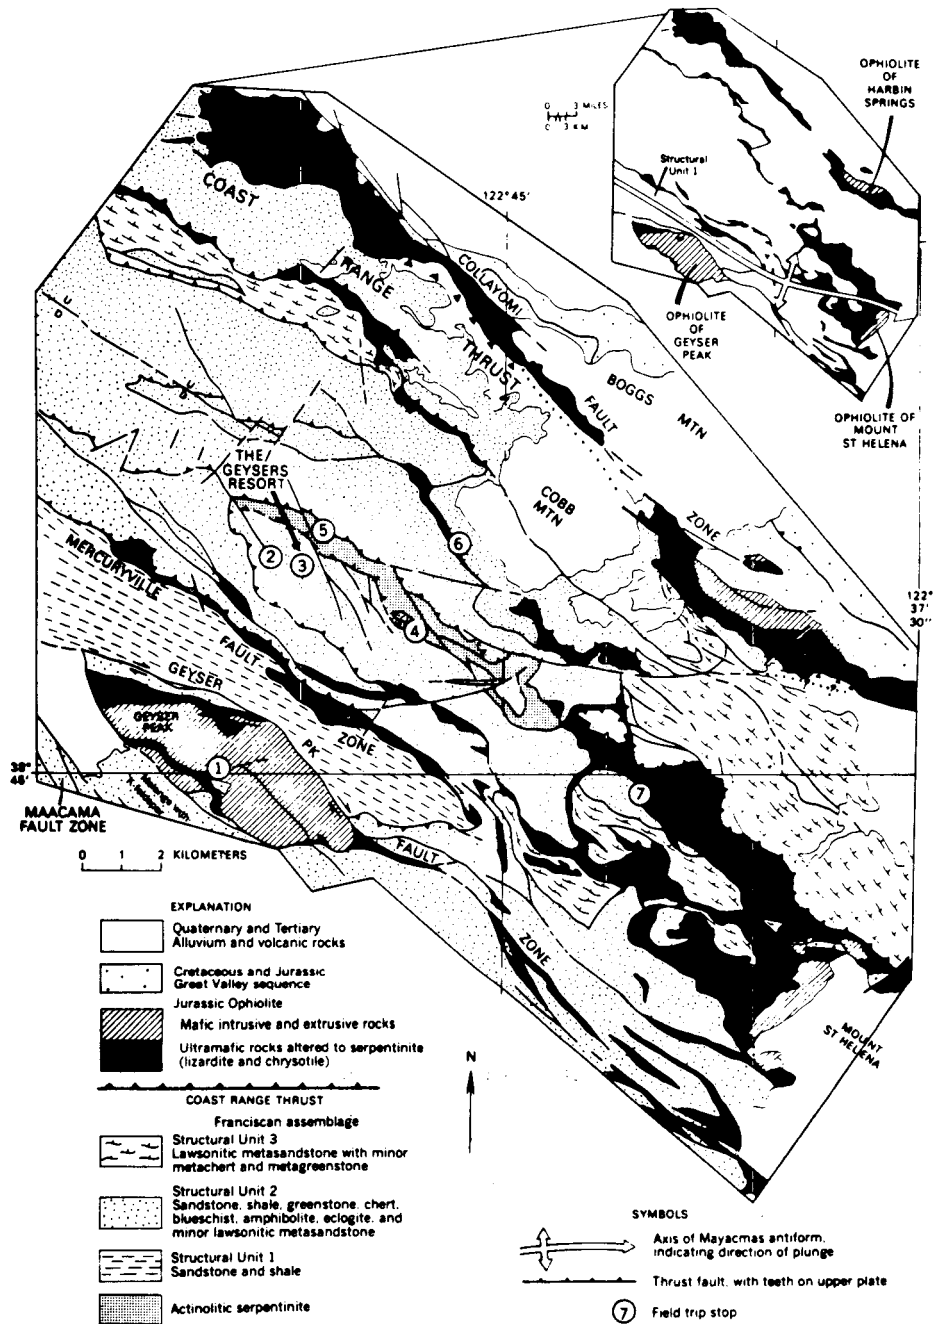 OPHIOLITE
OF
HARBIN
SPRINGS
0 3 MILES
0 3 KM
Structural
Unit 1
122° 45'
COAST
RANGE
THRUST
COLLAYOMI
FAULT
ZONE
BOGGS
MTN
OPHIOLITE
OF
GEYSER
PEAK
OPHIOLITE OF
MOUNT
ST HELENA
U
D
U
D
THE
GEYSERS
RESORT
COBB
MTN
5
6
2
3
4
122°
37'
30"
MERCURYVILLE
FAULT
ZONE
GEYSER
PK
FAULT
ZONE
GEYSER
PEAK
1
7
38°
MAACAMA
FAULT ZONE
0 1 2 KILOMETERS
MOUNT
ST HELENA
N
EXPLANATION
Quaternary and Tertiary
Alluvium and volcanic rocks
Cretaceous and Jurassic
Great Valley sequence
Jurassic Ophiolite
Mafic intrusive and extrusive rocks
Ultramafic rocks altered to serpentinite
(lizardite and chrysotile)
COAST RANGE THRUST
Franciscan assemblage
Structural Unit 3
Lawsonitic metasandstone with minor
metachert and metagreenstone
Structural Unit 2
Sandstone, shale, greenstone, chert,
blueschist, amphibolite, eclogite, and
minor lawsonitic metasandstone
Structural Unit 1
Sandstone and shale
Actinolitic serpentinite
SYMBOLS
Axis of Mayacmas antiform,
indicating direction of plunge
Thrust fault, with teeth on upper plate
7 Field trip stop